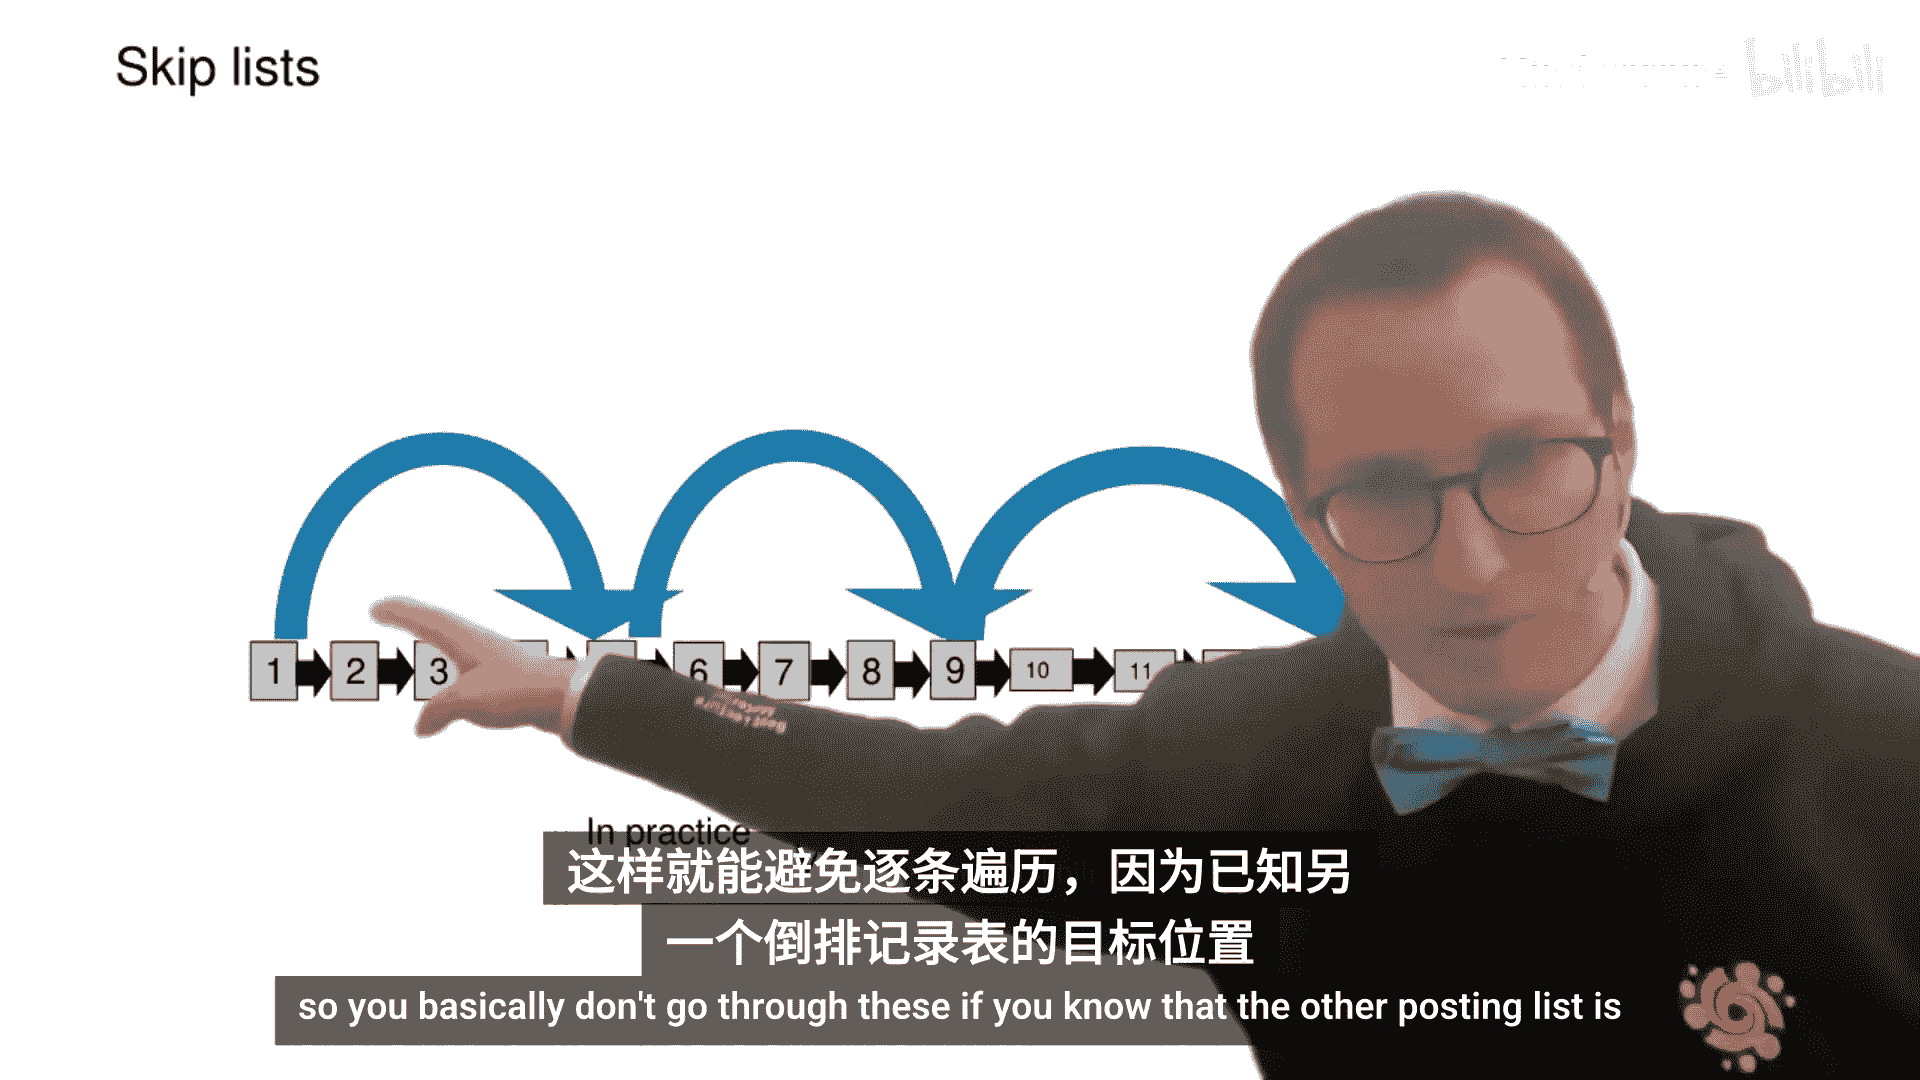 Skip lists
bilibili
1 2 3 6 7 8 9 10 11
In practice
这样就能避免逐条遍历，因为已知另
一个倒排记录表的目标位置
so you basically don't go through these if you know that the other posting list is